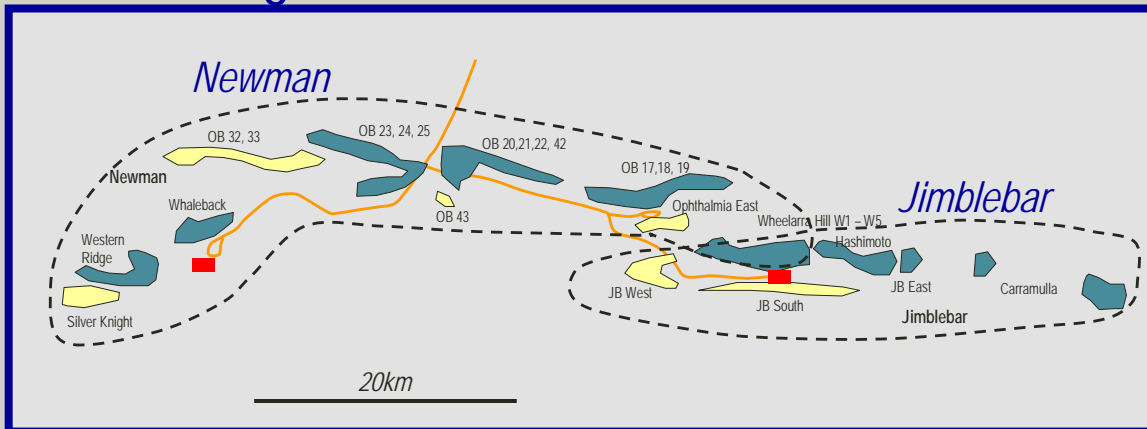 Newman
Jimblebar
OB 32, 33
OB 23, 24, 25
OB 20,21,22, 42
OB 17,18, 19
Newman
Whaleback
OB 43
Ophthalmia East
Wheelarra Hill W1 – W5
Western
Ridge
Hashimoto
JB East
Carramulla
JB West
JB South
Silver Knight
Jimblebar
20km